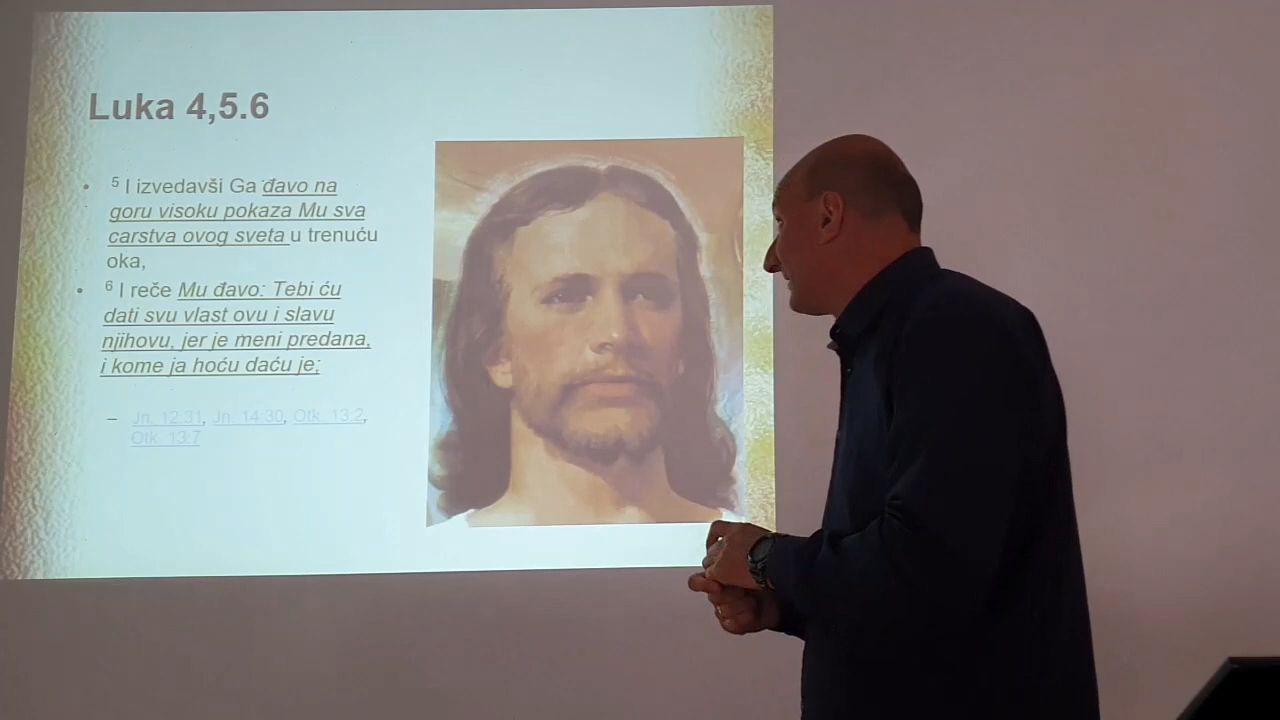 Luka 4,5.6
• ⁵ I izvedavši Ga đavo na
goru visoku pokaza Mu sva
carstva ovog sveta u trenuću
oka,
• ⁶ I reče Mu đavo: Tebi ću
dati svu vlast ovu i slavu
njihovu, jer je meni predana,
i kome ja hoću daću je;
– Jn. 12:31, Jn. 14:30, Otk. 13:2,
Otk. 13:7